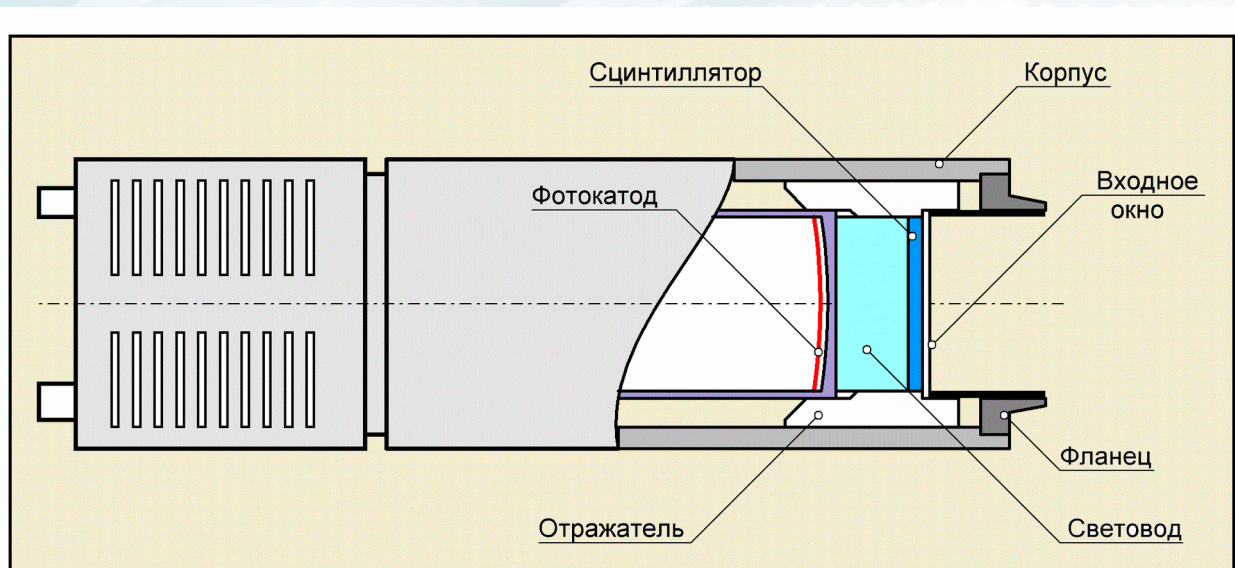 Сцинтиллятор
Корпус
Фотокатод
Входное
окно
Фланец
Отражатель
Световод